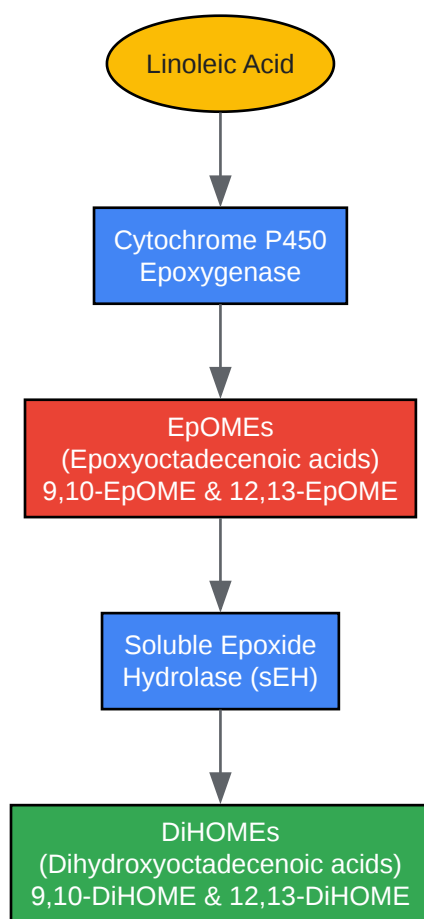 Linoleic Acid
Cytochrome P450
Epoxygenase
EpOMEs
(Epoxyoctadecenoic acids)
9,10-EpOME & 12,13-EpOME
Soluble Epoxide
Hydrolase (sEH)
DiHOMEs
(Dihydroxyoctadecenoic acids)
9,10-DiHOME & 12,13-DiHOME